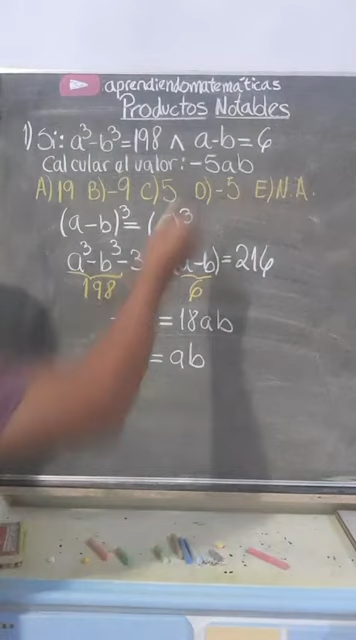 aprendiendomatemáticas
Productos Notables
1) Si: a³-b³=198 ∧ a-b=6
Calcular el valor: -5ab
A) 19 B) -9 C) 5 D) -5 E) N.A.
(a-b)³=(
a³-b³-3 a-b)=216
198 6
=18ab
=ab